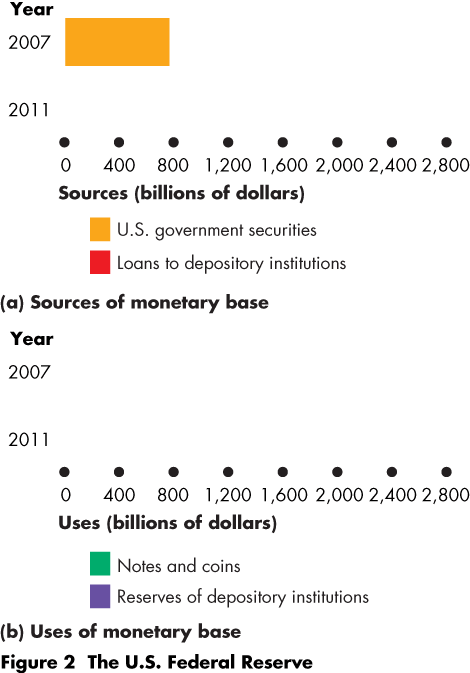 Year
2007
2011
0 400 800 1,200 1,600 2,000 2,400 2,800
Sources (billions of dollars)
U.S. government securities
Loans to depository institutions
(a) Sources of monetary base
Year
2007
2011
0 400 800 1,200 1,600 2,000 2,400 2,800
Uses (billions of dollars)
Notes and coins
Reserves of depository institutions
(b) Uses of monetary base
Figure 2 The U.S. Federal Reserve